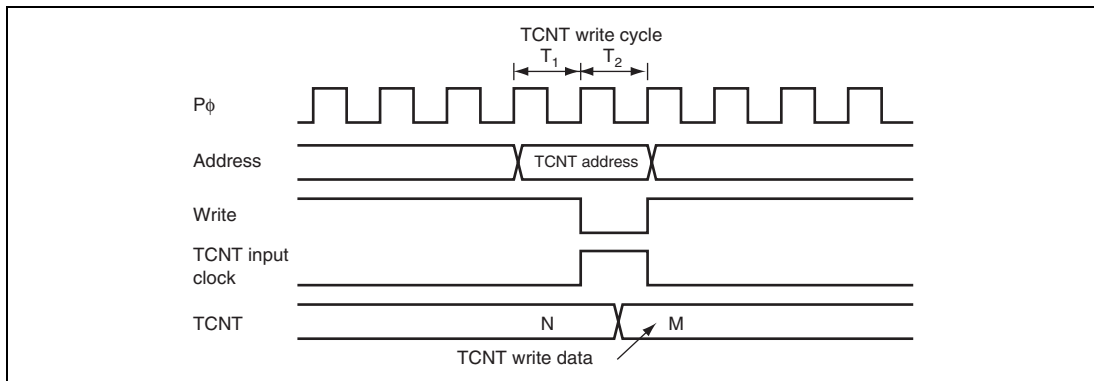 TCNT write cycle
T₁ T₂
Pϕ
Address
TCNT address
Write
TCNT input
clock
TCNT
N
M
TCNT write data